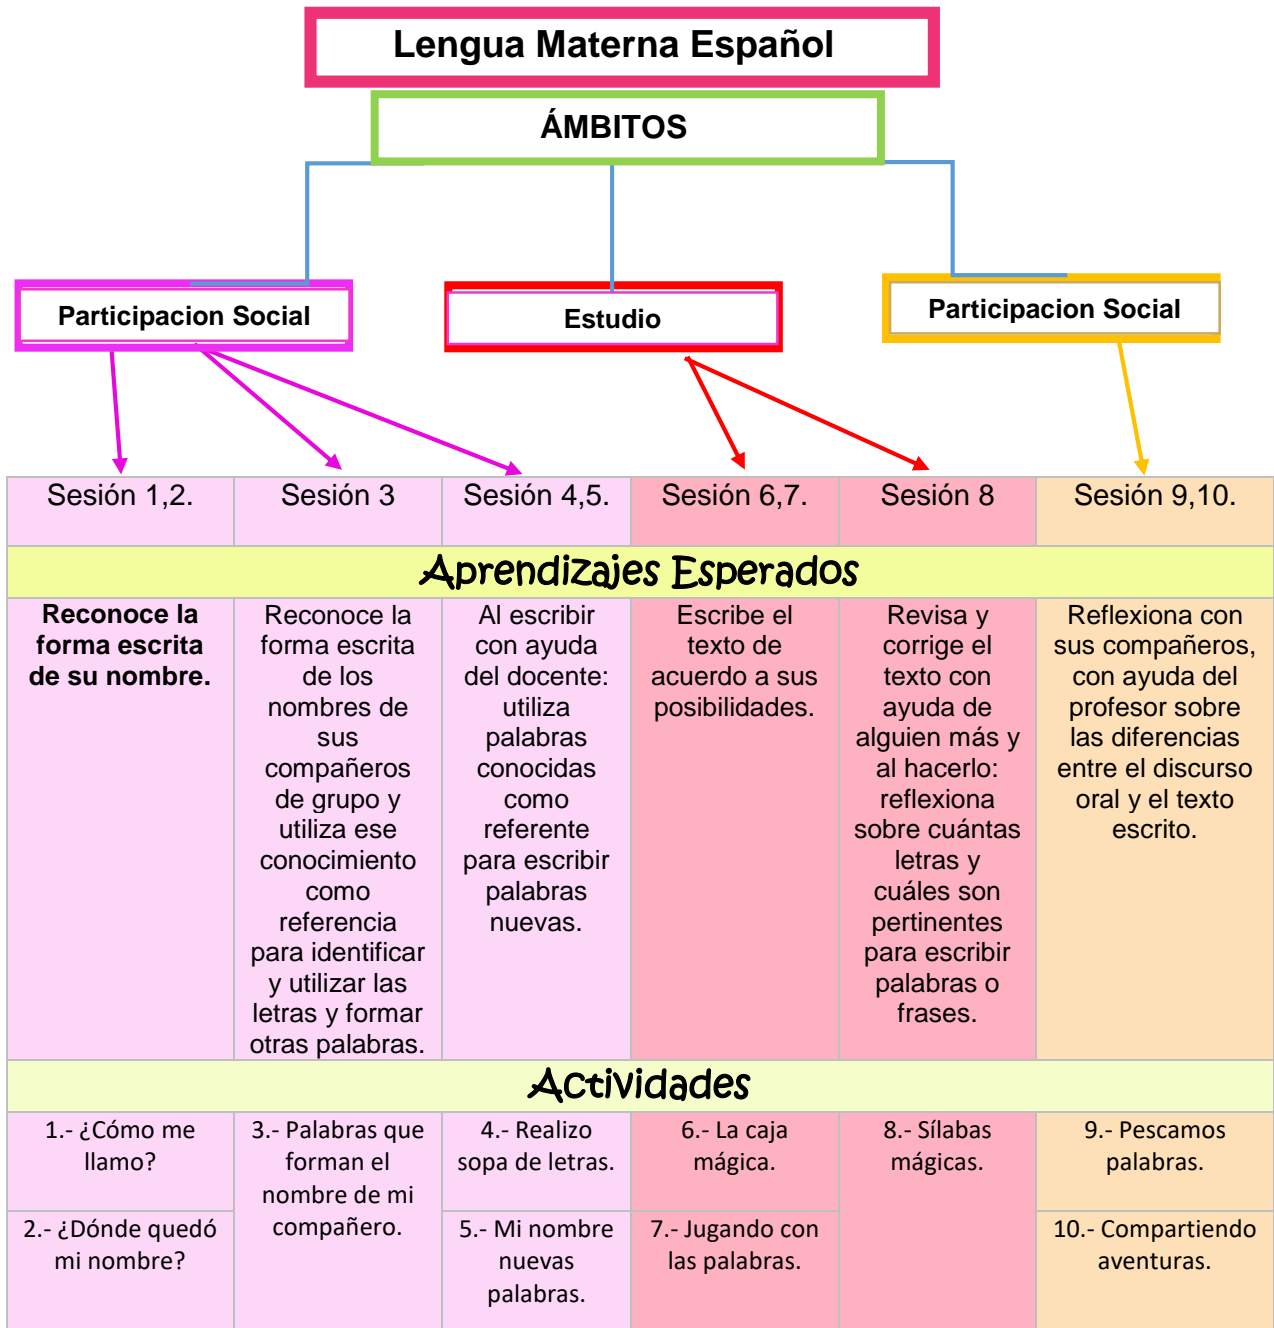 Lengua Materna Español
ÁMBITOS
Participacion Social
Estudio
Participacion Social
Sesión 1,2.
Sesión 3
Sesión 4,5.
Sesión 6,7.
Sesión 8
Sesión 9,10.
Aprendizajes Esperados
Reconoce la
forma escrita
de su nombre.
Reconoce la
forma escrita
de los
nombres de
sus
compañeros
de grupo y
utiliza ese
conocimiento
como
referencia
para identificar
y utilizar las
letras y formar
otras palabras.
Al escribir
con ayuda
del docente:
utiliza
palabras
conocidas
como
referente
para escribir
palabras
nuevas.
Escribe el
texto de
acuerdo a sus
posibilidades.
Revisa y
corrige el
texto con
ayuda de
alguien más y
al hacerlo:
reflexiona
sobre cuántas
letras y
cuáles son
pertinentes
para escribir
palabras o
frases.
Reflexiona con
sus compañeros,
con ayuda del
profesor sobre
las diferencias
entre el discurso
oral y el texto
escrito.
Actividades
1.- ¿Cómo me
llamo?
2.- ¿Dónde quedó
mi nombre?
3.- Palabras que
forman el
nombre de mi
compañero.
4.- Realizo
sopa de letras.
5.- Mi nombre
nuevas
palabras.
6.- La caja
mágica.
7.- Jugando con
las palabras.
8.- Sílabas
mágicas.
9.- Pescamos
palabras.
10.- Compartiendo
aventuras.